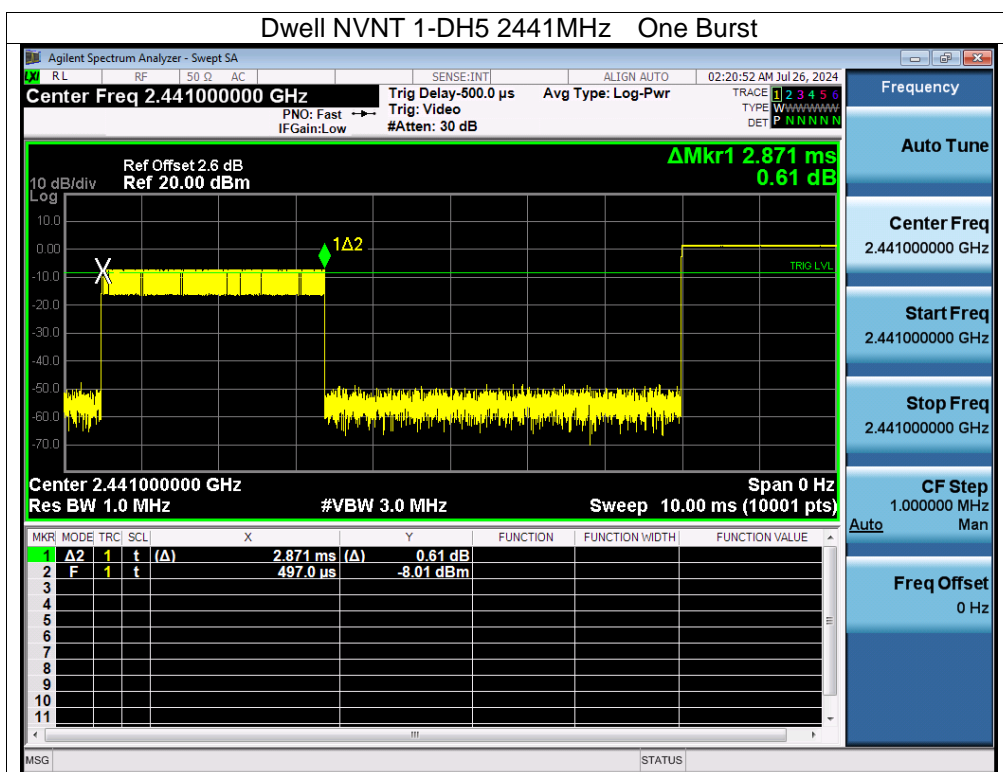 Dwell NVNT 1-DH5 2441MHz One Burst
Agilent Spectrum Analyzer - Swept SA
LXI RL RF 50 Ω AC SENSE:INT ALIGN AUTO 02:20:52 AM Jul 26, 2024
Center Freq 2.441000000 GHz
PNO: Fast
IFGain:Low
Trig Delay-500.0 µs
Trig: Video
#Atten: 30 dB
Avg Type: Log-Pwr
TRACE 1 2 3 4 5 6
TYPE WWWWWW
DET P N N N N N
Frequency
Auto Tune
Center Freq
2.441000000 GHz
Start Freq
2.441000000 GHz
Stop Freq
2.441000000 GHz
CF Step
1.000000 MHz
Auto Man
Freq Offset
0 Hz
ΔMkr1 2.871 ms
0.61 dB
Ref Offset 2.6 dB
10 dB/div Ref 20.00 dBm
Log
10.0
0.00
-10.0
-20.0
-30.0
-40.0
-50.0
-60.0
-70.0
1Δ2
TRIG LVL
Center 2.441000000 GHz Span 0 Hz
Res BW 1.0 MHz #VBW 3.0 MHz Sweep 10.00 ms (10001 pts)
MKR MODE TRC SCL X Y FUNCTION FUNCTION WIDTH FUNCTION VALUE
1 Δ2 1 t (Δ) 2.871 ms (Δ) 0.61 dB
2 F 1 t 497.0 µs -8.01 dBm
3
4
5
6
7
8
9
10
11
MSG STATUS